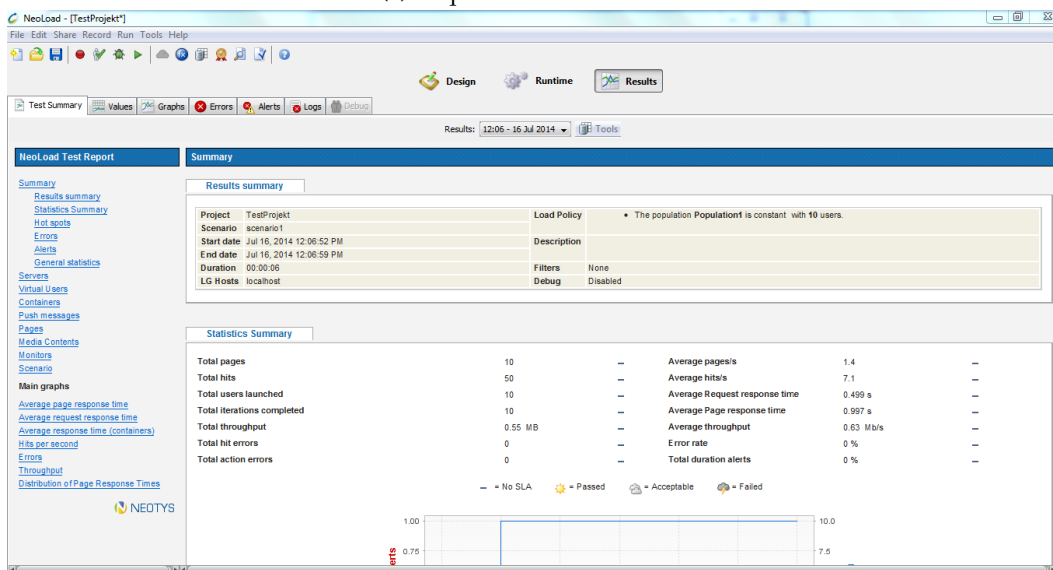 NeoLoad - [TestProjekt*]
File Edit Share Record Run Tools Help
Design Runtime Results
Test Summary Values Graphs Errors Alerts Logs Debug
Results: 12:06 - 16 Jul 2014 Tools
NeoLoad Test Report
Summary
Results summary
Statistics Summary
Hot spots
Errors
Alerts
General statistics
Servers
Virtual Users
Containers
Push messages
Pages
Media Contents
Monitors
Scenario
Main graphs
Average page response time
Average request response time
Average response time (containers)
Hits per second
Errors
Throughput
Distribution of Page Response Times
NEOTYS
Summary
Results summary
Project TestProjekt Load Policy • The population Population1 is constant with 10 users.
Scenario scenario1
Start date Jul 16, 2014 12:06:52 PM Description
End date Jul 16, 2014 12:06:59 PM
Duration 00:00:06 Filters None
LG Hosts localhost Debug Disabled
Statistics Summary
Total pages 10 – Average pages/s 1.4 –
Total hits 50 – Average hits/s 7.1 –
Total users launched 10 – Average Request response time 0.499 s –
Total iterations completed 10 – Average Page response time 0.997 s –
Total throughput 0.55 MB – Average throughput 0.63 Mb/s –
Total hit errors 0 – Error rate 0 % –
Total action errors 0 – Total duration alerts 0 % –
– = No SLA = Passed = Acceptable = Failed
1.00 10.0
0.75 7.5